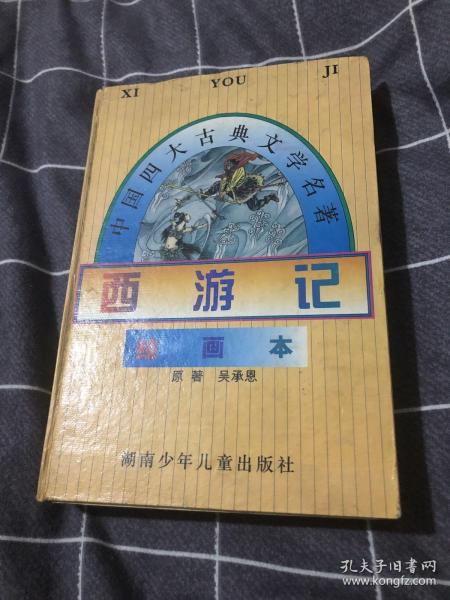 XI YOU JI
中国四大古典文学名著
西游记
绘画本
原著 吴承恩
湖南少年儿童出版社
孔夫子旧书网
www.kongfz.com